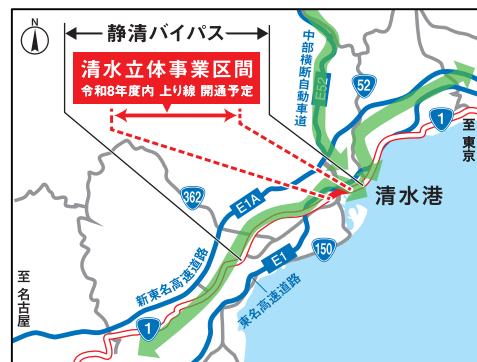 N
静清バイパス
清水立体事業区間
令和8年度内 上り線 開通予定
中部横断自動車道
E52
52
1
至 東京
清水港
362
E1A
150
E1
新東名高速道路
東名高速道路
至 名古屋
1